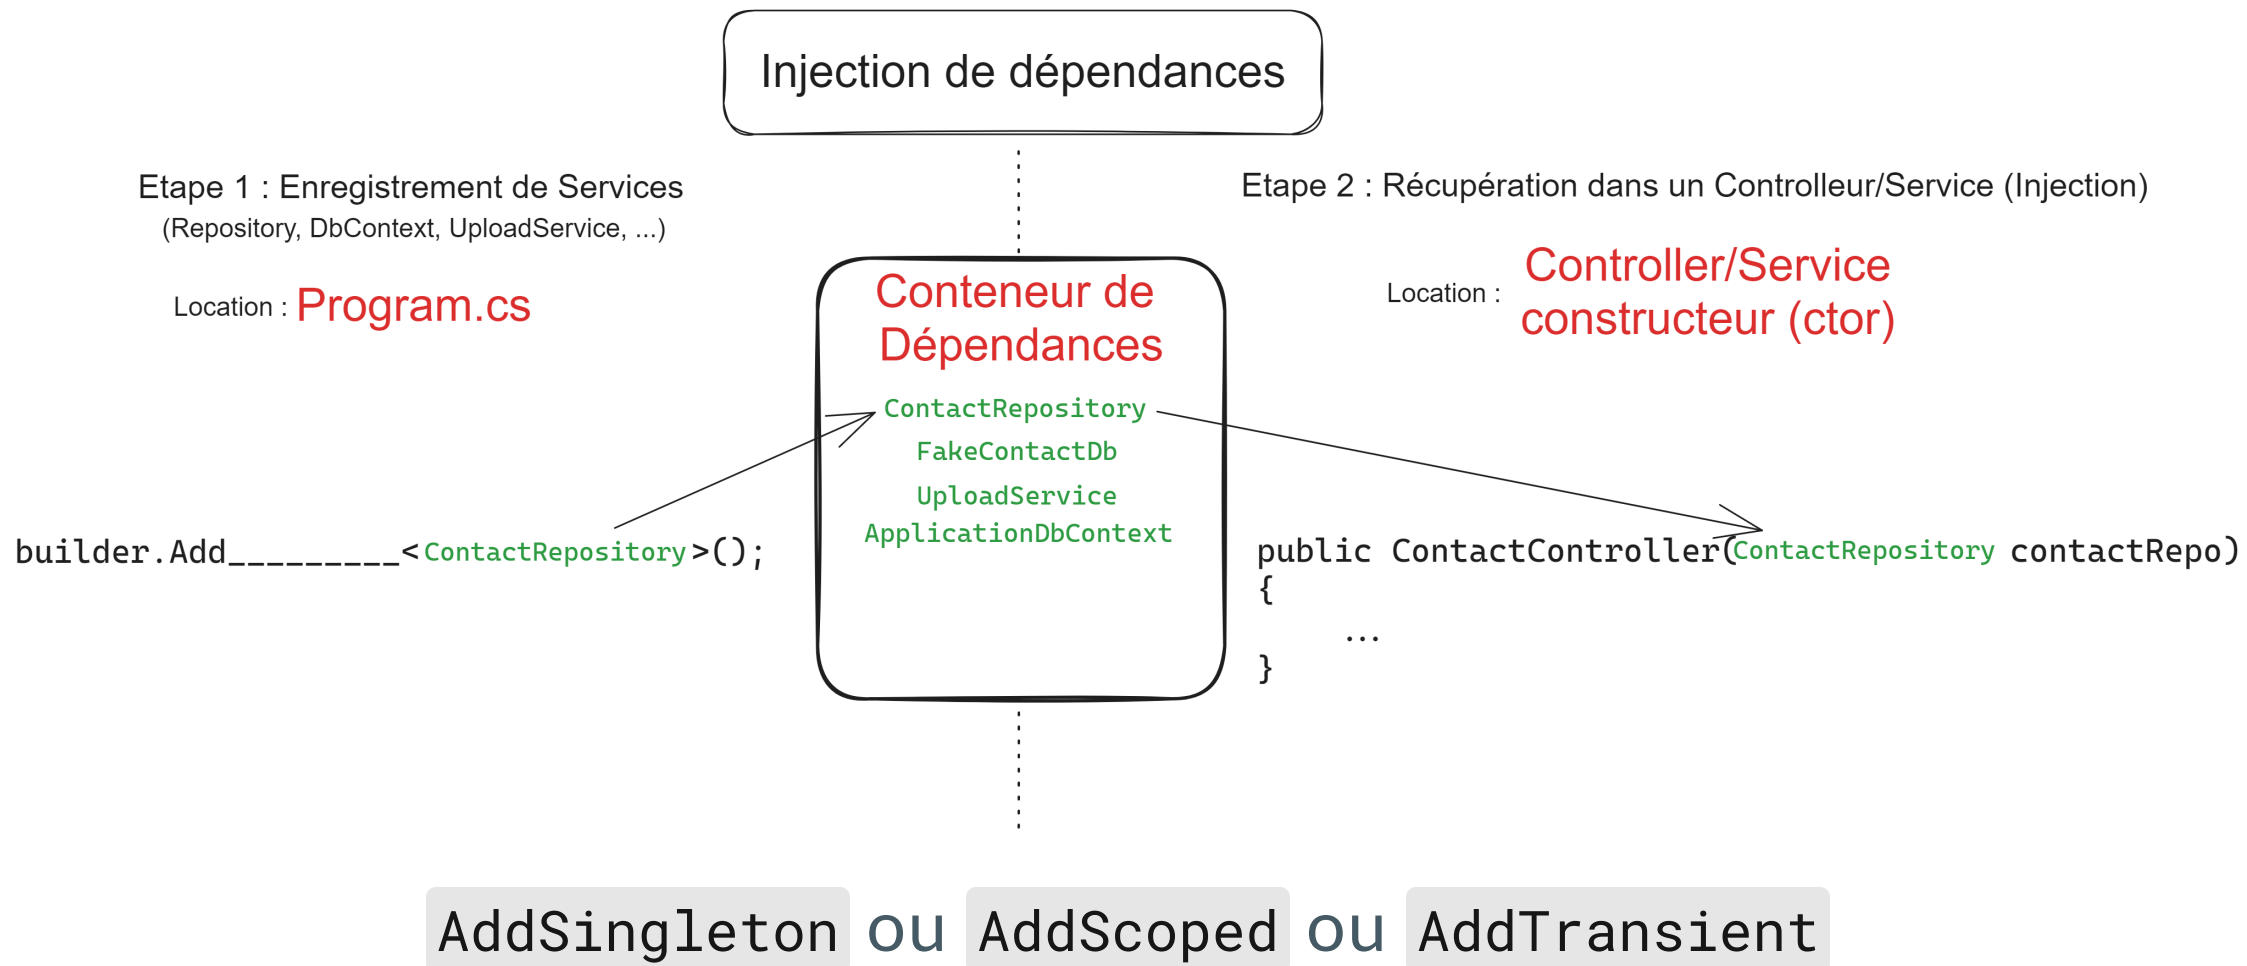 Injection de dépendances
Etape 1 : Enregistrement de Services
(Repository, DbContext, UploadService, ...)
Location : Program.cs
builder.Add_________<ContactRepository>();
Conteneur de
Dépendances
ContactRepository
FakeContactDb
UploadService
ApplicationDbContext
Etape 2 : Récupération dans un Controlleur/Service (Injection)
Location :
Controller/Service
constructeur (ctor)
public ContactController(ContactRepository contactRepo)
{
...
}
AddSingleton ou AddScoped ou AddTransient